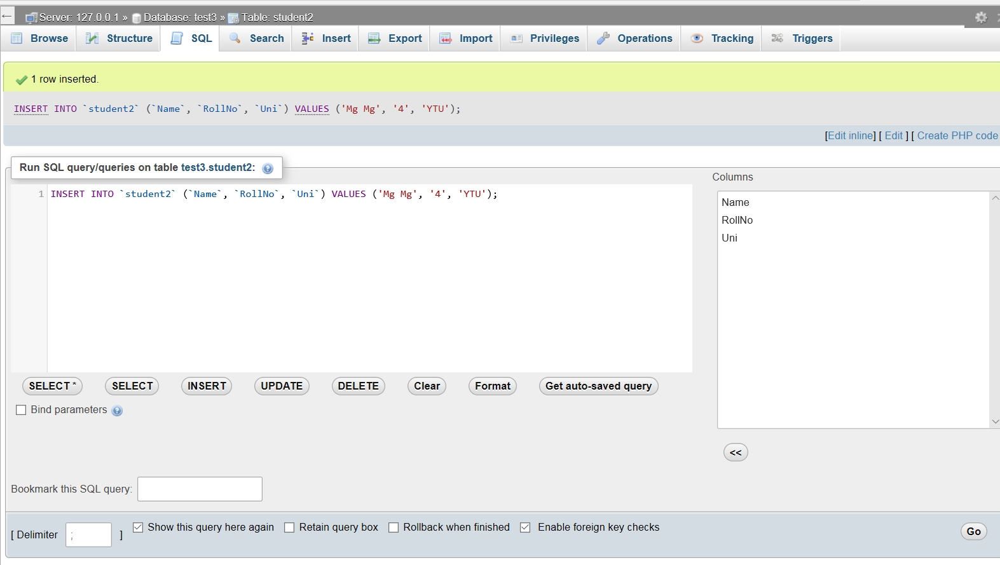 Server: 127.0.0.1 » Database: test3 » Table: student2
Browse Structure SQL Search Insert Export Import Privileges Operations Tracking Triggers
1 row inserted.
INSERT INTO `student2` (`Name`, `RollNo`, `Uni`) VALUES ('Mg Mg', '4', 'YTU');
[Edit inline] [ Edit ] [ Create PHP code
Run SQL query/queries on table test3.student2:
1 INSERT INTO `student2` (`Name`, `RollNo`, `Uni`) VALUES ('Mg Mg', '4', 'YTU');
Columns
Name
RollNo
Uni
SELECT * SELECT INSERT UPDATE DELETE Clear Format Get auto-saved query
Bind parameters
<<
Bookmark this SQL query:
[ Delimiter ; ] Show this query here again Retain query box Rollback when finished Enable foreign key checks
Go